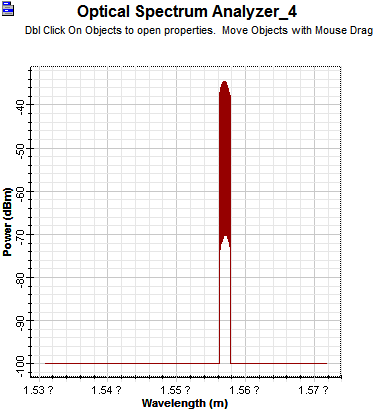 Optical Spectrum Analyzer_4
Dbl Click On Objects to open properties. Move Objects with Mouse Drag
Power (dBm)
-40
-50
-60
-70
-80
-90
-100
1.53 ? 1.54 ? 1.55 ? 1.56 ? 1.57 ?
Wavelength (m)